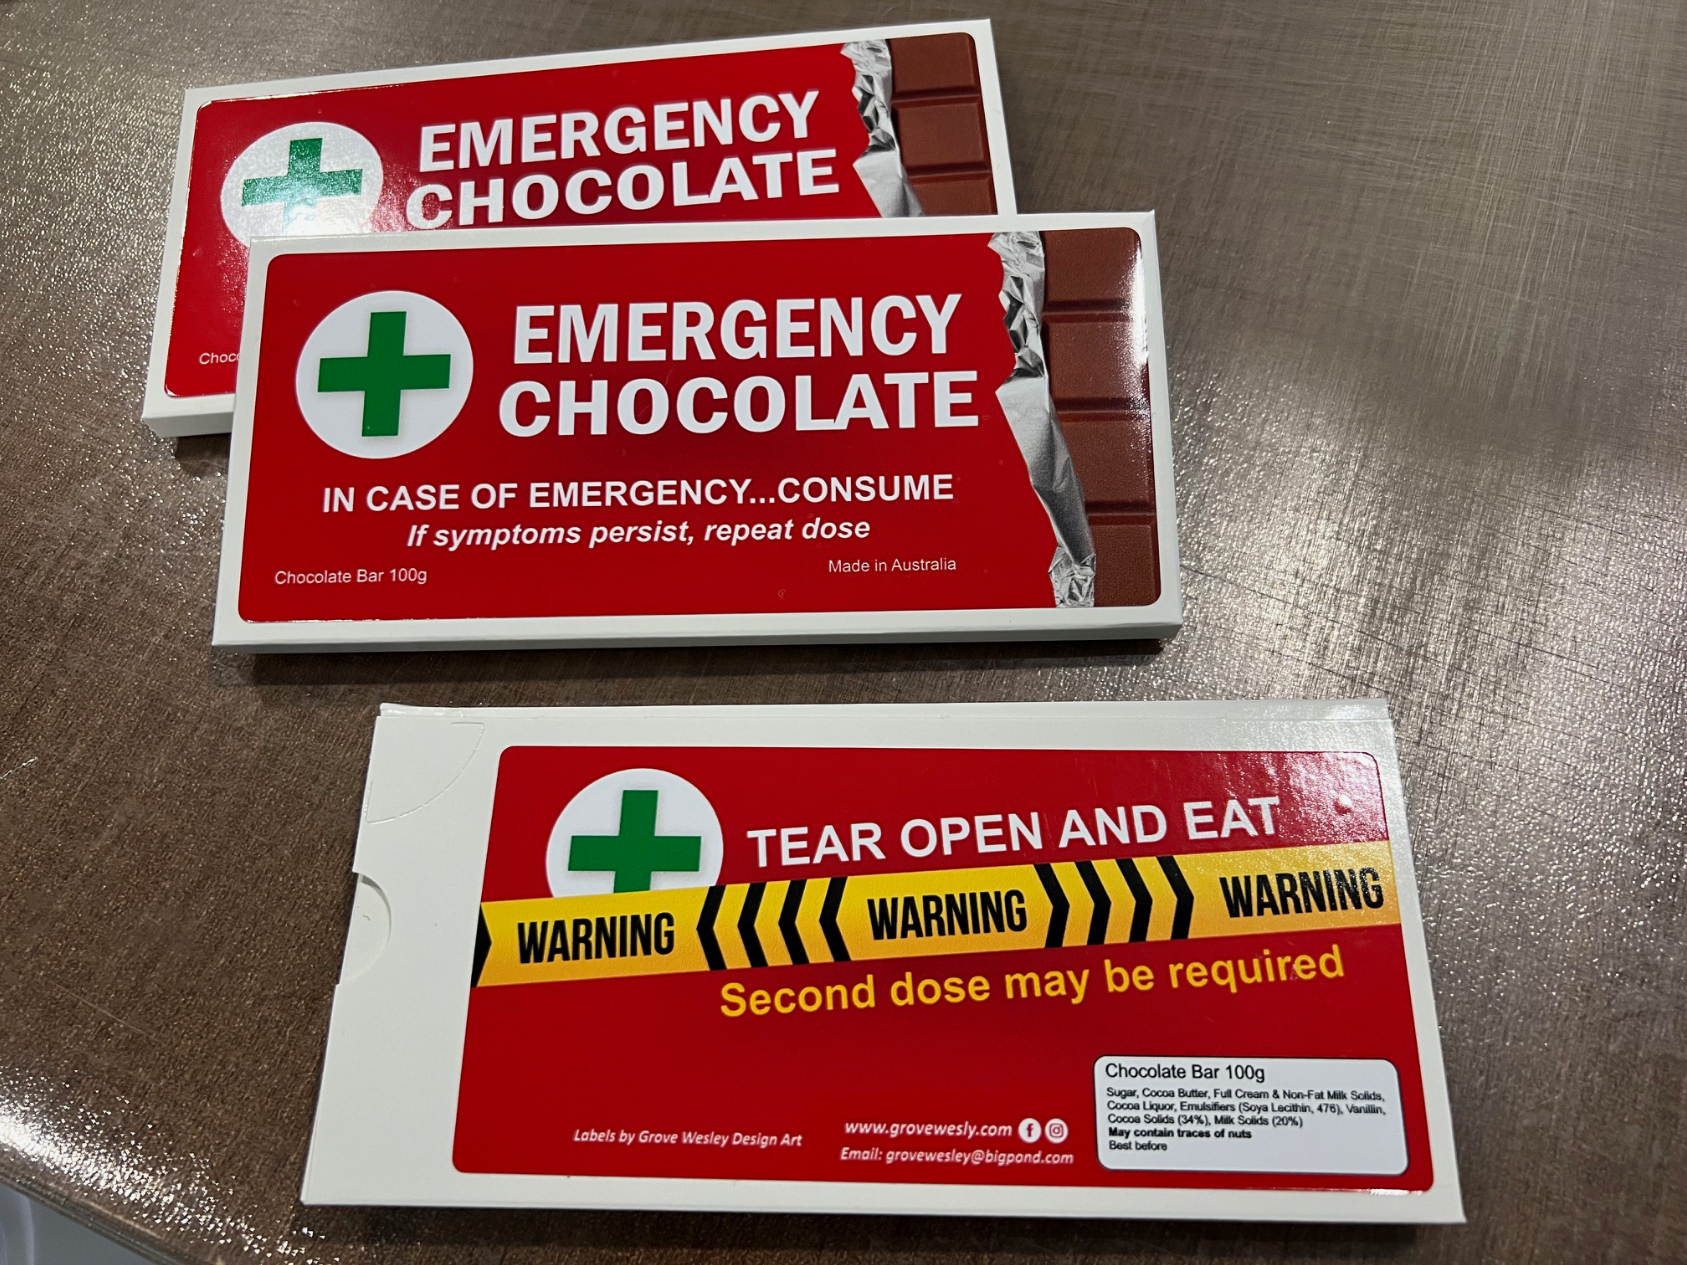 EMERGENCY
CHOCOLATE
Choc
EMERGENCY
CHOCOLATE
IN CASE OF EMERGENCY...CONSUME
If symptoms persist, repeat dose
Chocolate Bar 100g
Made in Australia
TEAR OPEN AND EAT
WARNING WARNING WARNING
Second dose may be required
Chocolate Bar 100g
Sugar, Cocoa Butter, Full Cream & Non-Fat Milk Solids,
Cocoa Liquor, Emulsifiers (Soya Lecithin, 476), Vanillin,
Cocoa Solids (34%), Milk Solids (20%)
May contain traces of nuts
Best before
Labels by Grove Wesley Design Art
www.grovewesly.com
Email: grovewesley@bigpond.com